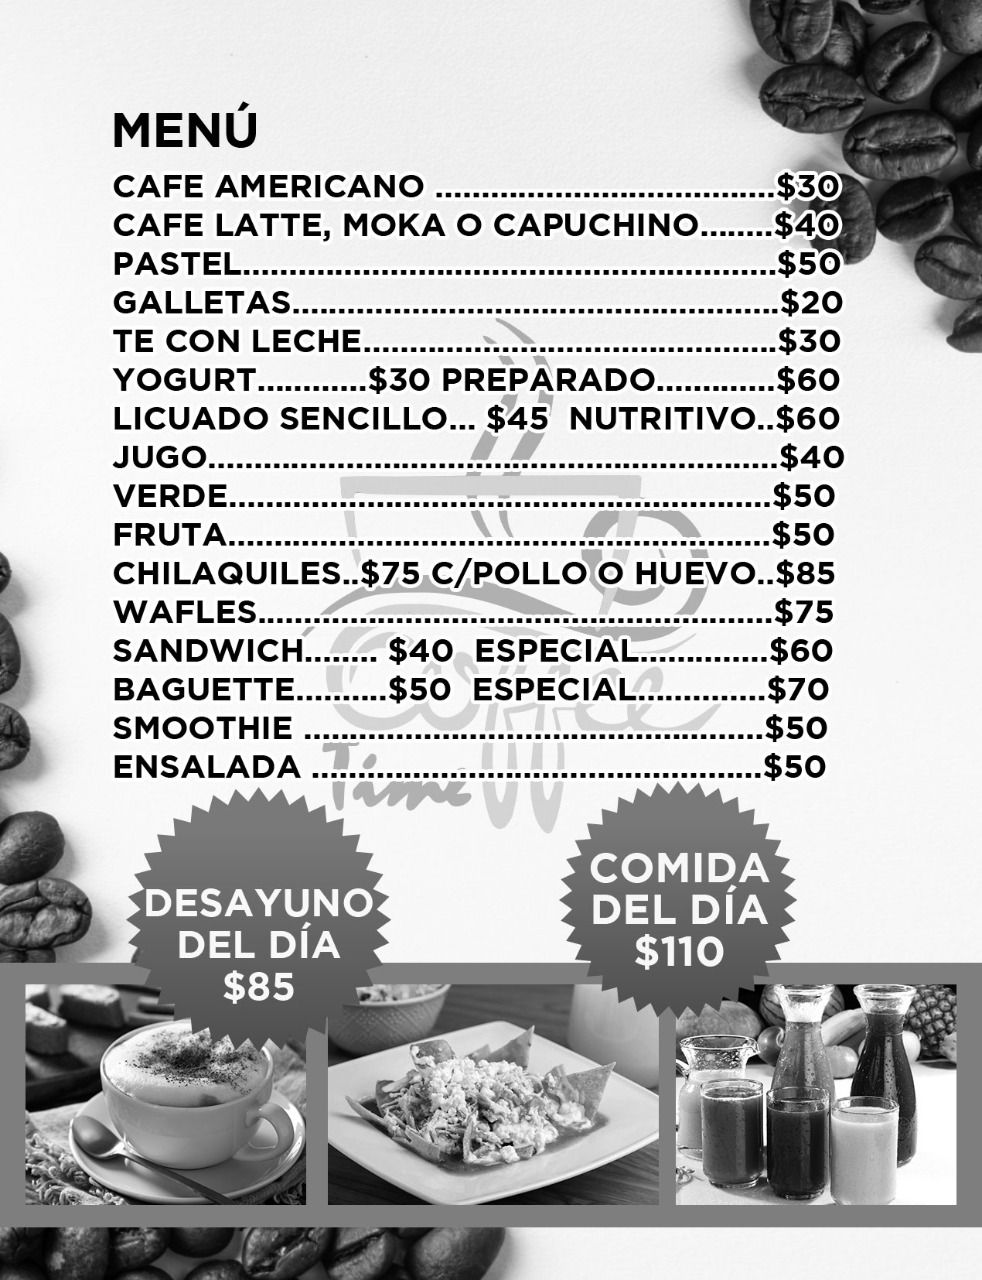 MENÚ
CAFE AMERICANO .....................................$30
CAFE LATTE, MOKA O CAPUCHINO........$40
PASTEL..........................................................$50
GALLETAS.....................................................$20
TE CON LECHE.............................................$30
YOGURT............$30 PREPARADO.............$60
LICUADO SENCILLO... $45 NUTRITIVO..$60
JUGO..............................................................$40
VERDE...........................................................$50
FRUTA...........................................................$50
CHILAQUILES..$75 C/POLLO O HUEVO..$85
WAFLES........................................................$75
SANDWICH........ $40 ESPECIAL..............$60
BAGUETTE..........$50 ESPECIAL..............$70
SMOOTHIE ..................................................$50
ENSALADA .................................................$50
Coffee
Time
DESAYUNO
DEL DÍA
$85
COMIDA
DEL DÍA
$110